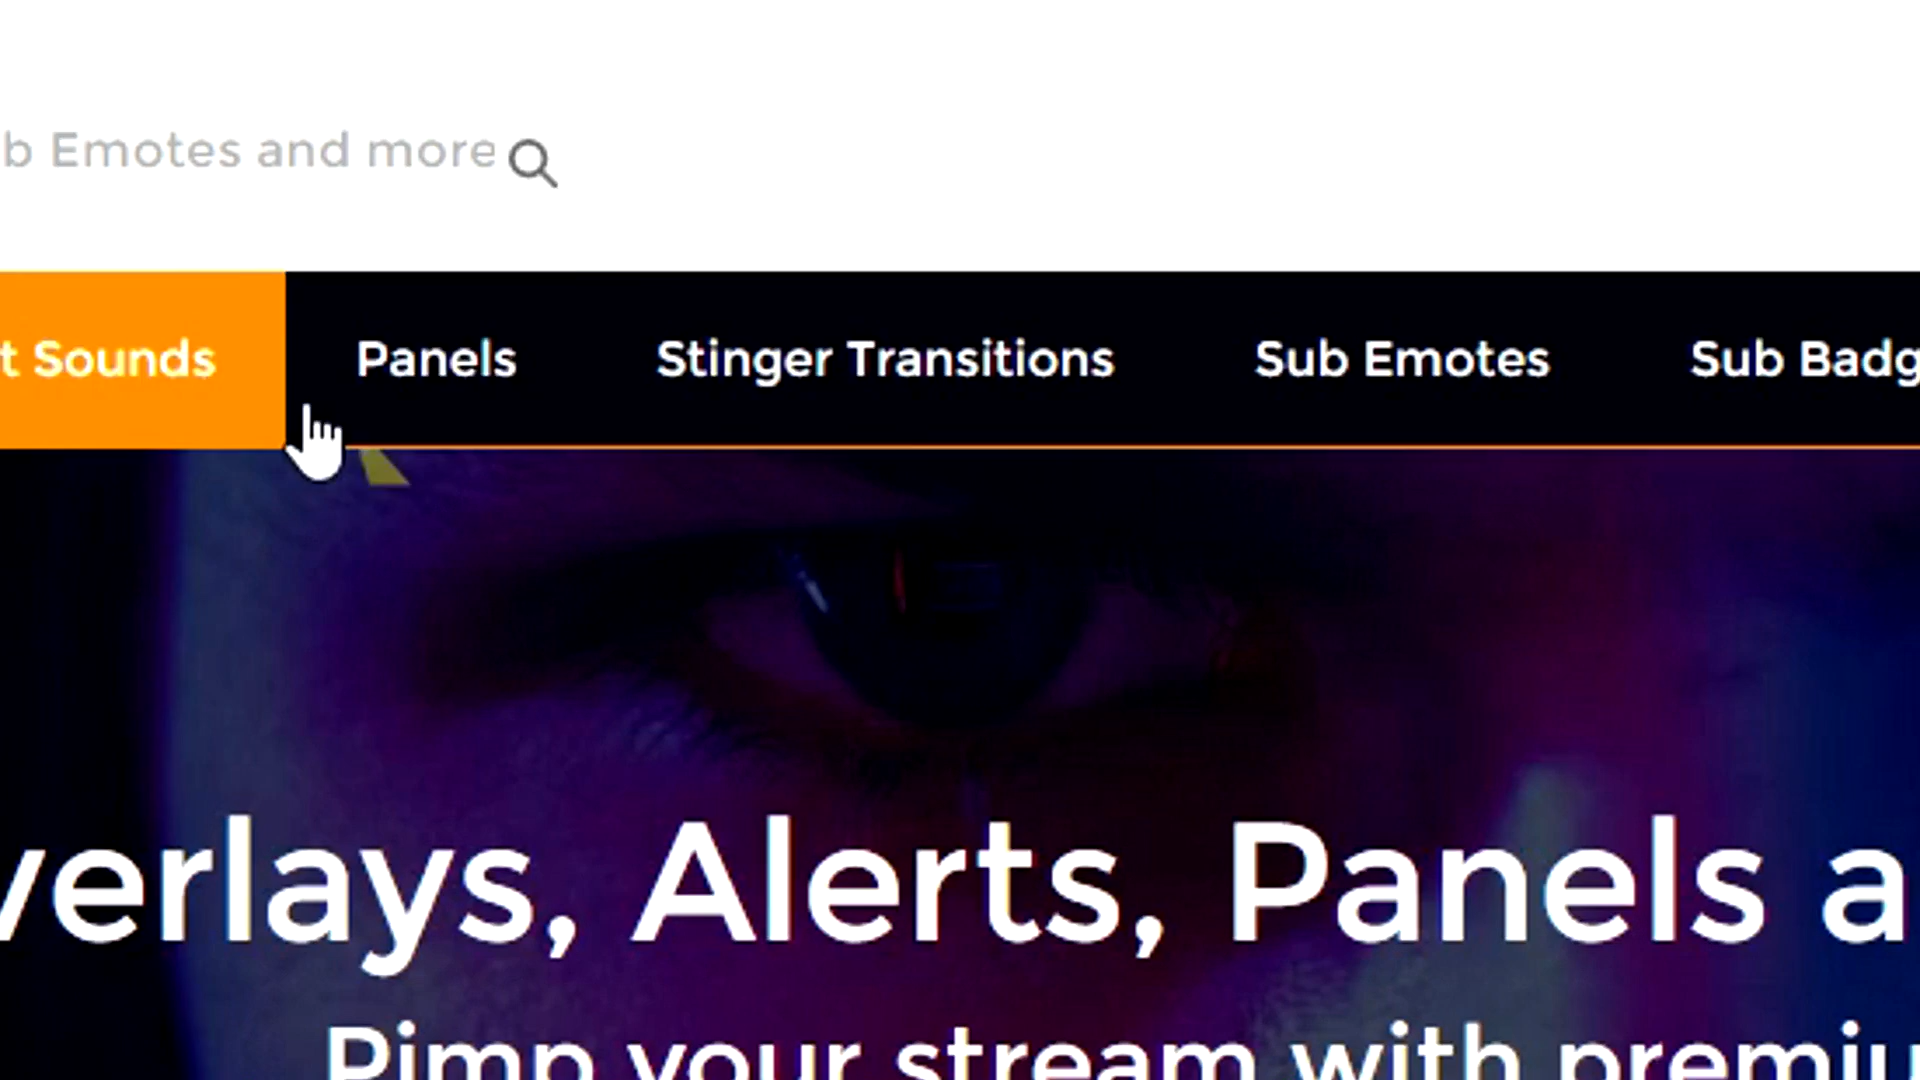 b Emotes and more
t Sounds Panels Stinger Transitions Sub Emotes Sub Badg
verlays, Alerts, Panels a
Pimp your stream with premiu